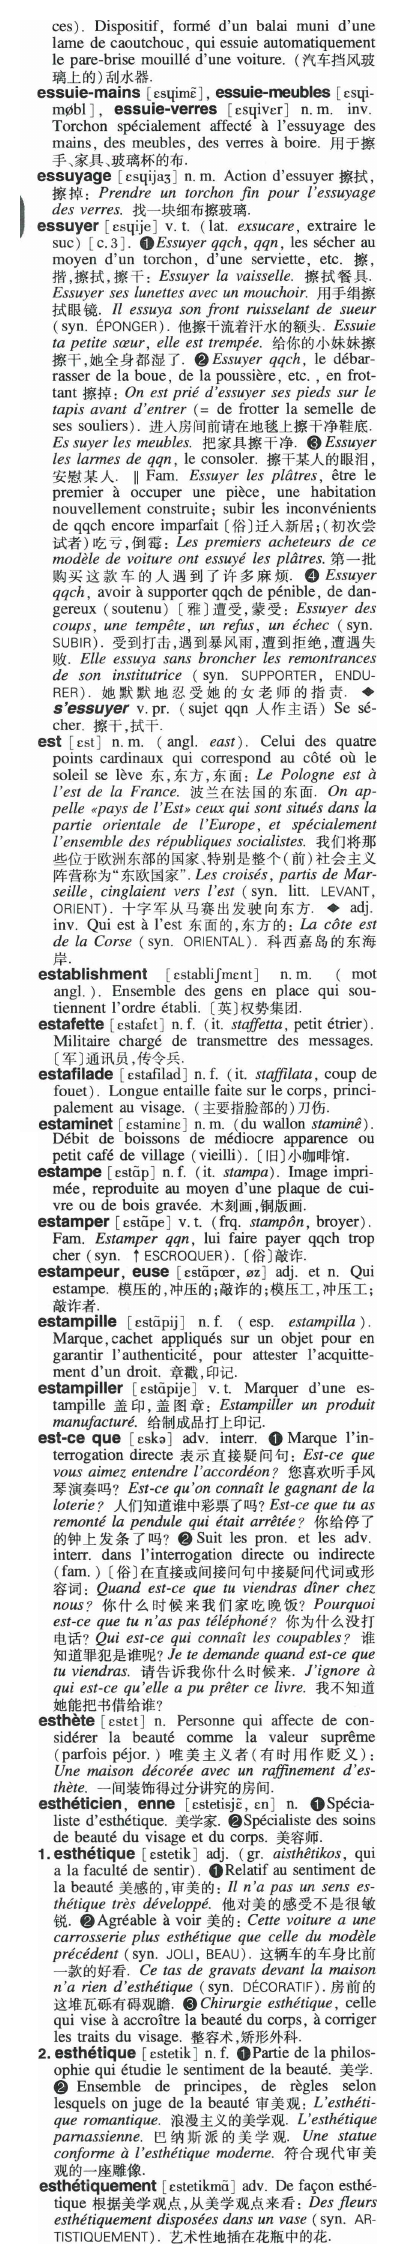 ces). Dispositif, formé d'un balai muni d'une
lame de caoutchouc, qui essuie automatiquement
le pare-brise mouillé d'une voiture. (汽车挡风玻
璃上的)刮水器.
essuie-mains [ɛsɥimɛ̃], essuie-meubles [ɛsɥi-
møbl], essuie-verres [ɛsɥivɛr] n. m. inv.
Torchon spécialement affecté à l'essuyage des
mains, des meubles, des verres à boire. 用于擦
手、家具、玻璃杯的布.
essuyage [ɛsɥijaʒ] n. m. Action d'essuyer 擦拭,
擦掉: Prendre un torchon fin pour l'essuyage
des verres. 找一块细布擦玻璃.
essuyer [ɛsɥije] v. t. (lat. exsucare, extraire le
suc) [c.3]. ❶Essuyer qqch, qqn, les sécher au
moyen d'un torchon, d'une serviette, etc. 擦,
揩,擦拭,擦干: Essuyer la vaisselle. 擦拭餐具.
Essuyer ses lunettes avec un mouchoir. 用手绢擦
拭眼镜. Il essuya son front ruisselant de sueur
(syn. ÉPONGER). 他擦干流着汗水的额头. Essuie
ta petite sœur, elle est trempée. 给你的小妹妹擦
擦干,她全身都湿了. ❷ Essuyer qqch, le débar-
rasser de la boue, de la poussière, etc. , en frot-
tant 擦掉: On est prié d'essuyer ses pieds sur le
tapis avant d'entrer (= de frotter la semelle de
ses souliers). 进入房间前请在地毯上擦干净鞋底.
Es suyer les meubles. 把家具擦干净. ❸ Essuyer
les larmes de qqn, le consoler. 擦干某人的眼泪,
安慰某人. ‖ Fam. Essuyer les plâtres, être le
premier à occuper une pièce, une habitation
nouvellement construite; subir les inconvénients
de qqch encore imparfait〔俗〕迁入新居;(初次尝
试者)吃亏,倒霉: Les premiers acheteurs de ce
modèle de voiture ont essuyé les plâtres. 第一批
购买这款车的人遇到了许多麻烦. ❹ Essuyer
qqch, avoir à supporter qqch de pénible, de dan-
gereux (soutenu)〔雅〕遭受,蒙受: Essuyer des
coups, une tempête, un refus, un échec (syn.
SUBIR). 受到打击,遇到暴风雨,遭到拒绝,遭遇失
败. Elle essuya sans broncher les remontrances
de son institutrice (syn. SUPPORTER, ENDU-
RER). 她默默地忍受她的女老师的指责. ◆
s'essuyer v. pr. (sujet qqn 人作主语) Se sé-
cher. 擦干,拭干.
est [ɛst] n. m. (angl. east). Celui des quatre
points cardinaux qui correspond au côté où le
soleil se lève 东,东方,东面: Le Pologne est à
l'est de la France. 波兰在法国的东面. On ap-
pelle «pays de l'Est» ceux qui sont situés dans la
partie orientale de l'Europe, et spécialement
l'ensemble des républiques socialistes. 我们将那
些位于欧洲东部的国家、特别是整个(前)社会主义
阵营称为“东欧国家”. Les croisés, partis de Mar-
seille, cinglaient vers l'est (syn. litt. LEVANT,
ORIENT). 十字军从马赛出发驶向东方. ◆ adj.
inv. Qui est à l'est 东面的,东方的: La côte est
de la Corse (syn. ORIENTAL). 科西嘉岛的东海
岸.
establishment [ɛstabliʃmɛnt] n. m. ( mot
angl.). Ensemble des gens en place qui sou-
tiennent l'ordre établi. 〔英〕权势集团.
estafette [ɛstafɛt] n. f. (it. staffetta, petit étrier).
Militaire chargé de transmettre des messages.
〔军〕通讯员,传令兵.
estafilade [ɛstafilad] n. f. (it. staffilata, coup de
fouet). Longue entaille faite sur le corps, princi-
palement au visage. (主要指脸部的)刀伤.
estaminet [ɛstaminɛ] n. m. (du wallon staminê).
Débit de boissons de médiocre apparence ou
petit café de village (vieilli). 〔旧〕小咖啡馆.
estampe [ɛstɑ̃p] n. f. (it. stampa). Image impri-
mée, reproduite au moyen d'une plaque de cui-
vre ou de bois gravée. 木刻画,铜版画.
estamper [ɛstɑ̃pe] v. t. (frq. stampôn, broyer).
Fam. Estamper qqn, lui faire payer qqch trop
cher (syn. ↑ ESCROQUER). 〔俗〕敲诈.
estampeur, euse [ɛstɑ̃pœr, øz] adj. et n. Qui
estampe. 模压的,冲压的;敲诈的;模压工,冲压工;
敲诈者.
estampille [ɛstɑ̃pij] n. f. ( esp. estampilla ).
Marque, cachet appliqués sur un objet pour en
garantir l'authenticité, pour attester l'acquitte-
ment d'un droit. 章戳,印记.
estampiller [ɛstɑ̃pije] v. t. Marquer d'une es-
tampille 盖印,盖图章: Estampiller un produit
manufacturé. 给制成品打上印记.
est-ce que [ɛskə] adv. interr. ❶ Marque l'in-
terrogation directe 表示直接疑问句: Est-ce que
vous aimez entendre l'accordéon? 您喜欢听手风
琴演奏吗? Est-ce qu'on connaît le gagnant de la
loterie? 人们知道谁中彩票了吗? Est-ce que tu as
remonté la pendule qui était arrêtée? 你给停了
的钟上发条了吗? ❷ Suit les pron. et les adv.
interr. dans l'interrogation directe ou indirecte
(fam.)〔俗〕在直接或间接问句中接疑问代词或形
容词: Quand est-ce que tu viendras dîner chez
nous? 你什么时候来我们家吃晚饭? Pourquoi
est-ce que tu n'as pas téléphoné? 你为什么没打
电话? Qui est-ce qui connaît les coupables? 谁
知道罪犯是谁呢? Je te demande quand est-ce que
tu viendras. 请告诉我你什么时候来. J'ignore à
qui est-ce qu'elle a pu prêter ce livre. 我不知道
她能把书借给谁?
esthète [ɛstɛt] n. Personne qui affecte de con-
sidérer la beauté comme la valeur suprême
(parfois péjor.) 唯美主义者(有时用作贬义):
Une maison décorée avec un raffinement d'es-
thète. 一间装饰得过分讲究的房间.
esthéticien, enne [ɛstetisjɛ̃, ɛn] n. ❶Spécia-
liste d'esthétique. 美学家. ❷Spécialiste des soins
de beauté du visage et du corps. 美容师.
1. esthétique [ɛstetik] adj. (gr. aisthêtikos, qui
a la faculté de sentir). ❶Relatif au sentiment de
la beauté 美感的,审美的: Il n'a pas un sens es-
thétique très développé. 他对美的感受不是很敏
锐. ❷Agréable à voir 美的: Cette voiture a une
carrosserie plus esthétique que celle du modèle
précédent (syn. JOLI, BEAU). 这辆车的车身比前
一款的好看. Ce tas de gravats devant la maison
n'a rien d'esthétique (syn. DÉCORATIF). 房前的
这堆瓦砾有碍观瞻. ❸Chirurgie esthétique, celle
qui vise à accroître la beauté du corps, à corriger
les traits du visage. 整容术,矫形外科.
2. esthétique [ɛstetik] n. f. ❶Partie de la philos-
ophie qui étudie le sentiment de la beauté. 美学.
❷ Ensemble de principes, de règles selon
lesquels on juge de la beauté 审美观: L'esthéti-
que romantique. 浪漫主义的美学观. L'esthétique
parnassienne. 巴纳斯派的美学观. Une statue
conforme à l'esthétique moderne. 符合现代审美
观的一座雕像.
esthétiquement [ɛstetikmɑ̃] adv. De façon esthé-
tique 根据美学观点,从美学观点来看: Des fleurs
esthétiquement disposées dans un vase (syn. AR-
TISTIQUEMENT). 艺术性地插在花瓶中的花.